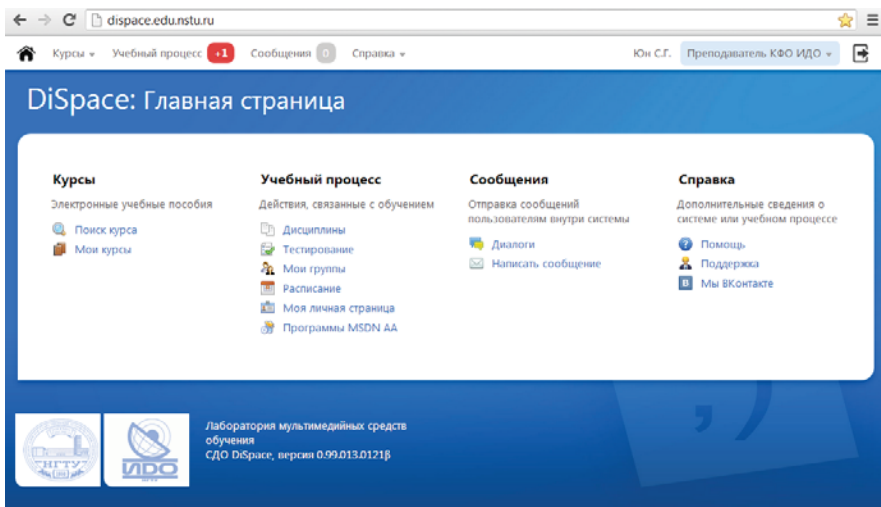 dispace.edu.nstu.ru
Курсы Учебный процесс +1 Сообщения 0 Справка Юн С.Г. Преподаватель КФО ИДО
DiSpace: Главная страница
Курсы
Электронные учебные пособия
Поиск курса
Мои курсы
Учебный процесс
Действия, связанные с обучением
Дисциплины
Тестирование
Мои группы
Расписание
Моя личная страница
Программы MSDN AA
Сообщения
Отправка сообщений
пользователям внутри системы
Диалоги
Написать сообщение
Справка
Дополнительные сведения о
системе или учебном процессе
Помощь
Поддержка
В Мы ВКонтакте
НГТУ
ИДО
Лаборатория мультимедийных средств
обучения
СДО DiSpace, версия 0.99.013.0121β